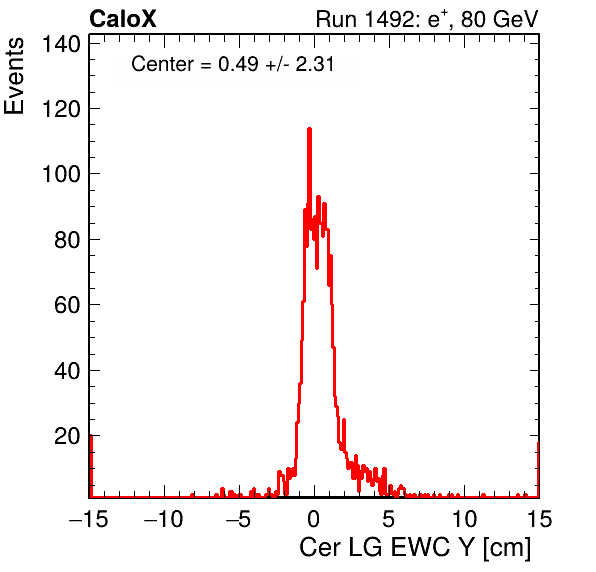 CaloX Run 1492: e⁺, 80 GeV
Center = 0.49 +/- 2.31
Events
140
120
100
80
60
40
20
−15 −10 −5 0 5 10 15
Cer LG EWC Y [cm]